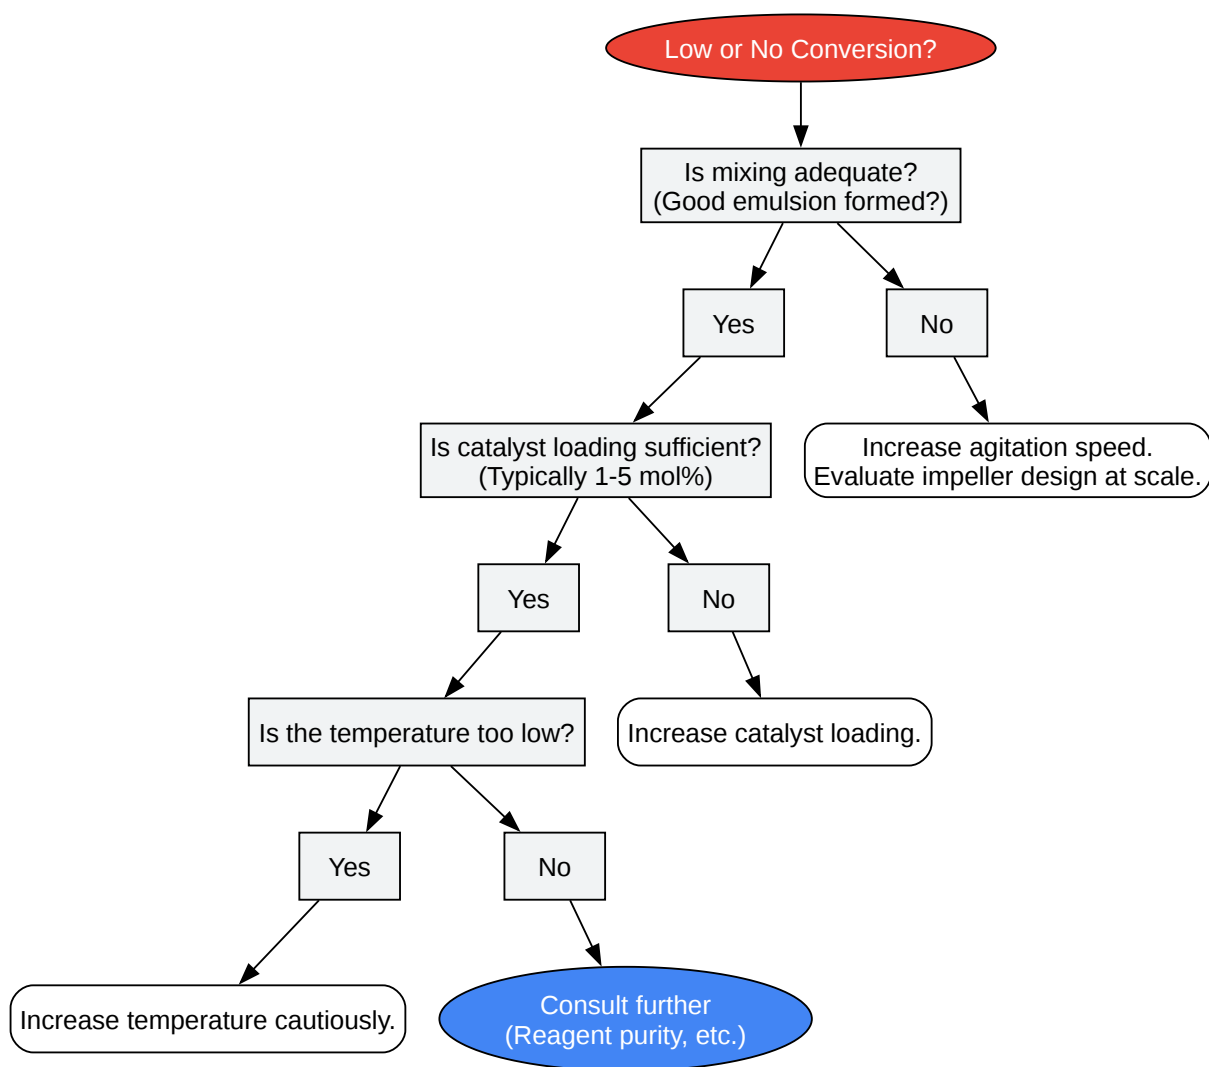 Low or No Conversion?
Is mixing adequate?
(Good emulsion formed?)
Yes
No
Is catalyst loading sufficient?
(Typically 1-5 mol%)
Increase agitation speed.
Evaluate impeller design at scale.
Yes
No
Is the temperature too low?
Increase catalyst loading.
Yes
No
Increase temperature cautiously.
Consult further
(Reagent purity, etc.)